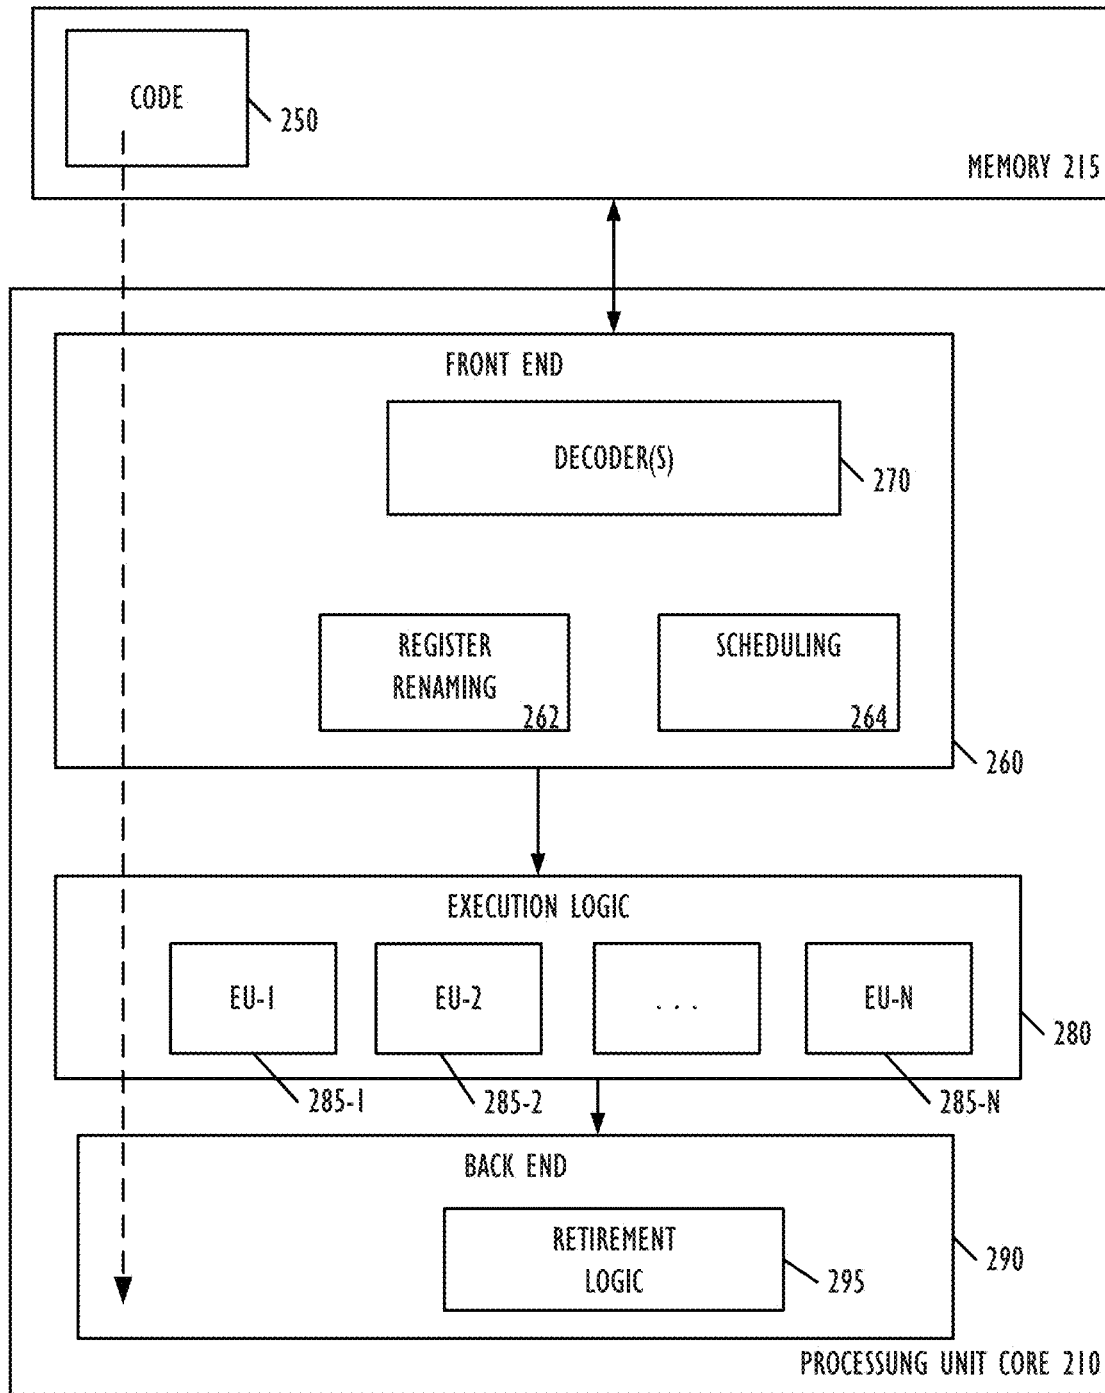 CODE
250
MEMORY 215
FRONT END
DECODER(S)
270
REGISTER
RENAMING
262
SCHEDULING
264
260
EXECUTION LOGIC
EU-1
EU-2
...
EU-N
280
285-1
285-2
285-N
BACK END
RETIREMENT
LOGIC
295
290
PROCESSUNG UNIT CORE 210